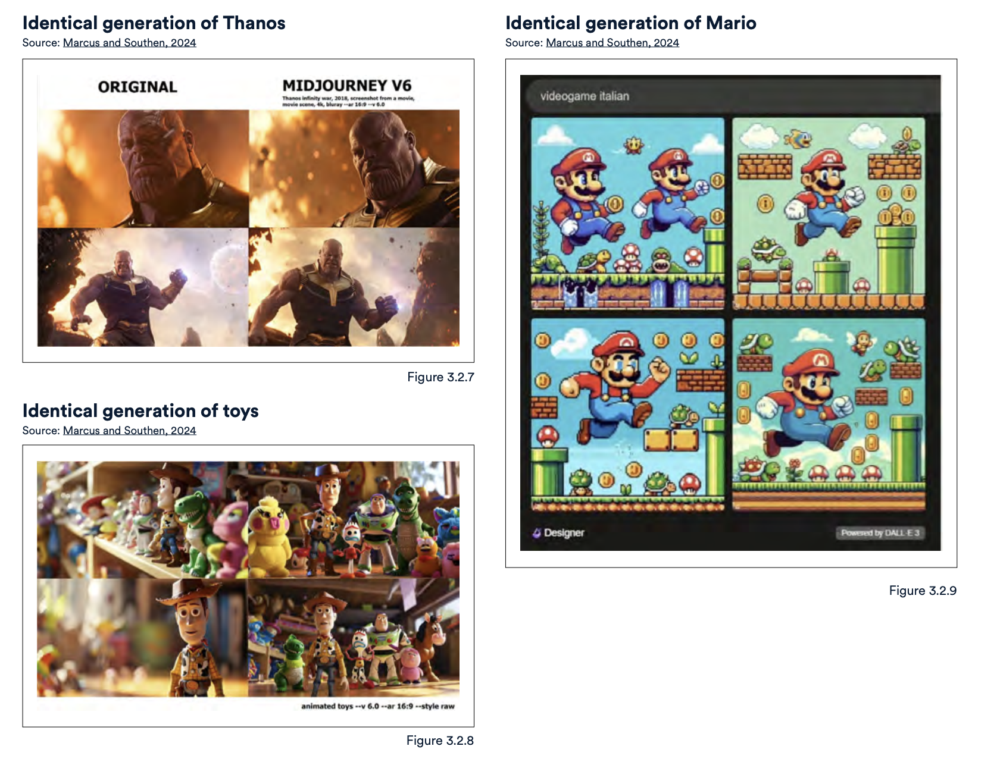 Identical generation of Thanos
Source: Marcus and Southen, 2024
ORIGINAL
MIDJOURNEY V6
Thanos infinity war, 2018, screenshot from a movie,
movie scene, 4k, bluray --ar 16:9 --v 6.0
Figure 3.2.7
Identical generation of toys
Source: Marcus and Southen, 2024
animated toys --v 6.0 --ar 16:9 --style raw
Figure 3.2.8
Identical generation of Mario
Source: Marcus and Southen, 2024
videogame italian
M
M
M
M
Designer
Powered by DALL·E 3
Figure 3.2.9